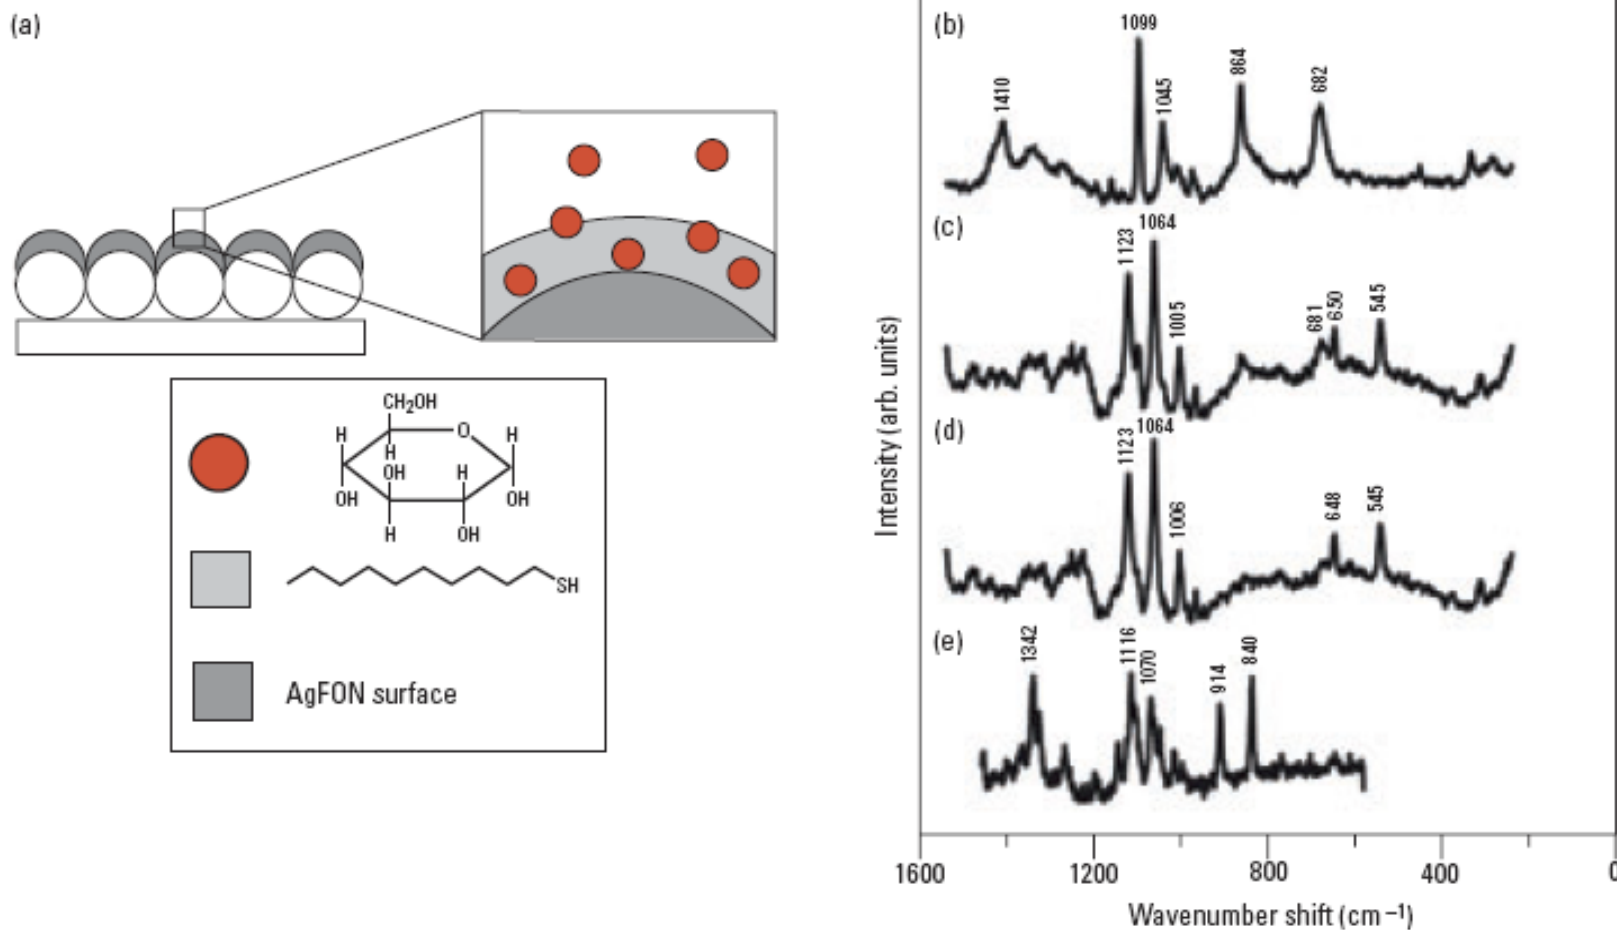 (a)
CH₂OH
H
O
H
H
OH
H
OH
OH
H
OH
SH
AgFON surface
(b)
1410
1099
1045
864
682
(c)
1123
1064
1005
681
650
545
(d)
1123
1064
1006
648
545
(e)
1342
1116
1070
914
840
Intensity (arb. units)
1600
1200
800
400
Wavenumber shift (cm⁻¹)